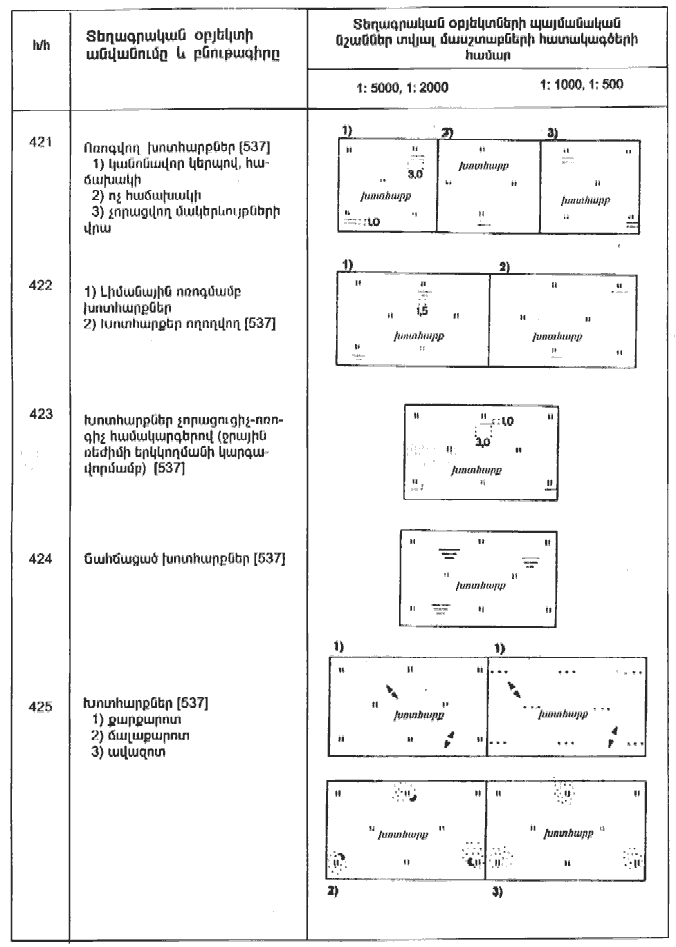 հ/հ
Տեղագրական օբյեկտի
անվանումը և բնութագիրը
Տեղագրական օբյեկտների պայմանական
նշաններ տվյալ մասշտաբների հատակագծերի
համար
1: 5000, 1: 2000
1: 1000, 1: 500
421
Ոռոգվող խոտհարքներ [537]
1) կանոնավոր կերպով, հա-
ճախակի
2) ոչ հաճախակի
3) չորացվող մակերևույթների
վրա
1)
2)
3)
3,0
խոտհարք
խոտհարք
խոտհարք
1,0
422
1) Լիմանային ոռոգմամբ
խոտհարքներ
2) Խոտհարքեր ողողվող [537]
1)
2)
1,5
խոտհարք
խոտհարք
423
Խոտհարքներ չորացուցիչ-ոռո-
գիչ համակարգերով (ջրային
ռեժիմի երկկողմանի կարգա-
վորմամբ) [537]
1,0
3,0
խոտհարք
424
Ճահճացած խոտհարքներ [537]
խոտհարք
425
Խոտհարքներ [537]
1) քարքարոտ
2) ճալաքարոտ
3) ավազոտ
1)
1)
խոտհարք
խոտհարք
խոտհարք
խոտհարք
2)
3)